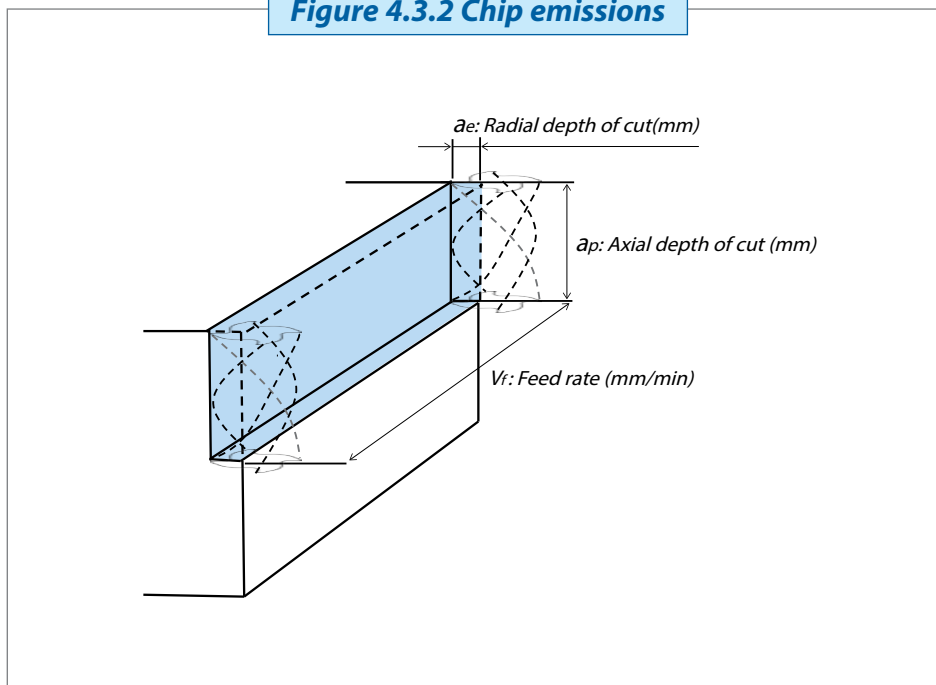 Figure 4.3.2 Chip emissions
ae: Radial depth of cut(mm)
ap: Axial depth of cut (mm)
Vf: Feed rate (mm/min)